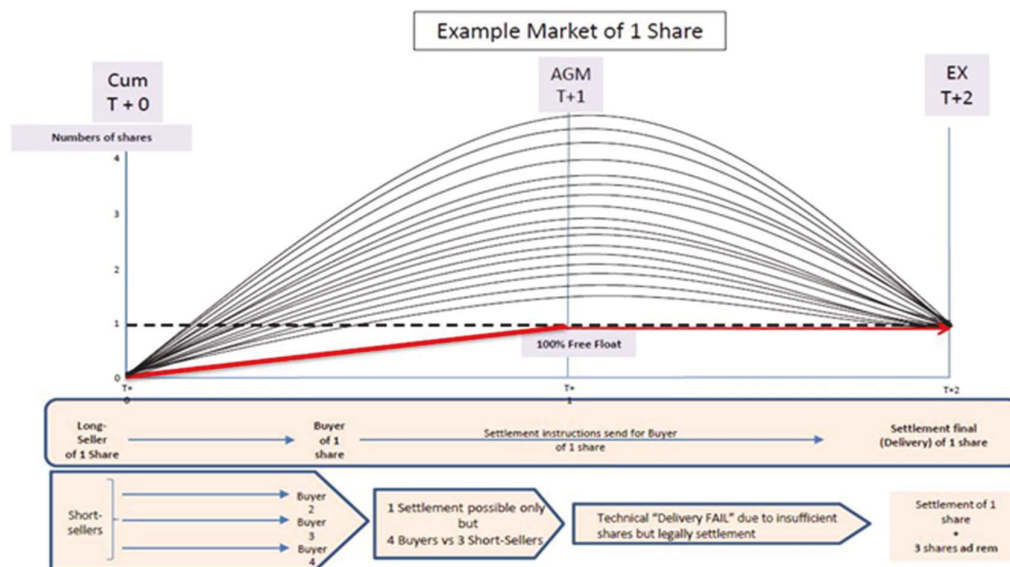 Example Market of 1 Share
Cum
T + 0
AGM
T+1
EX
T+2
Numbers of shares
4
3
2
1
0
100% Free Float
T+
0
T+
1
T+2
Long-
Seller
of 1 Share
Buyer
of 1
share
Settlement instructions send for Buyer
of 1 share
Settlement final
(Delivery) of 1 share
Short-
sellers
Buyer
2
Buyer
3
Buyer
4
1 Settlement possible only
but
4 Buyers vs 3 Short-Sellers
Technical "Delivery FAIL" due to insufficient
shares but legally settlement
Settlement of 1
share
+
3 shares ad rem